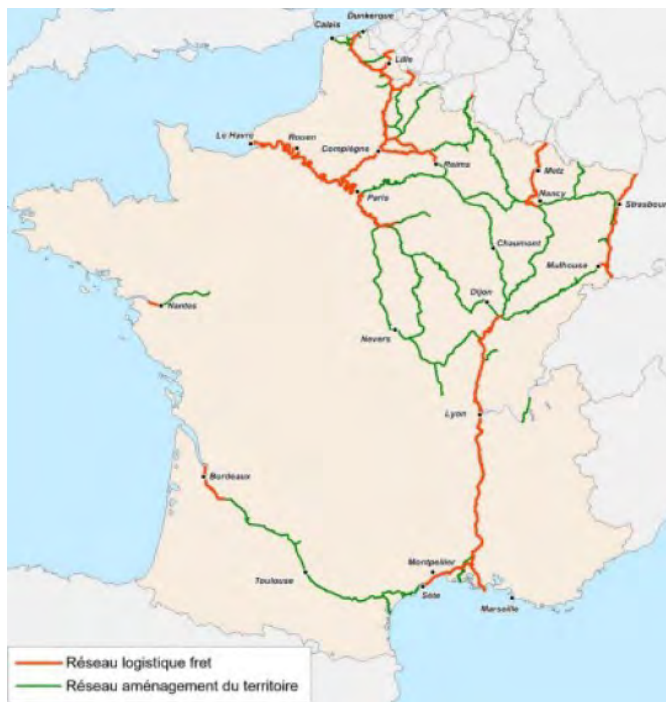 Dunkerque
Calais
Lille
Le Havre
Rouen
Compiègne
Reims
Metz
Paris
Nancy
Strasbour
Chaumont
Mulhouse
Dijon
Nantes
Nevers
Lyon
Bordeaux
Montpellier
Toulouse
Sète
Marseille
Réseau logistique fret
Réseau aménagement du territoire